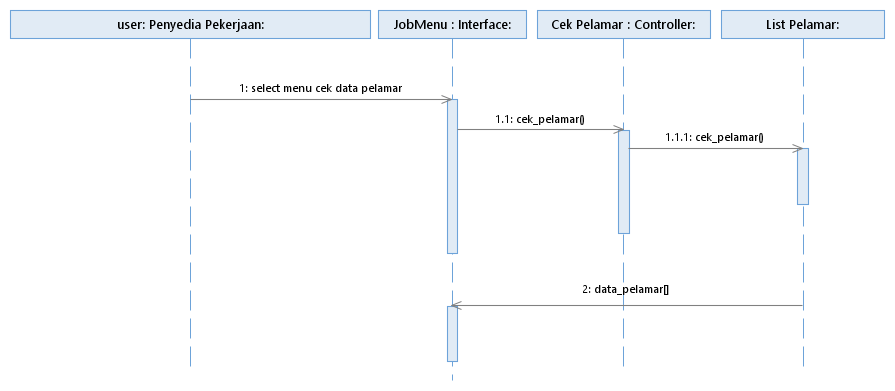 user: Penyedia Pekerjaan:
JobMenu : Interface:
Cek Pelamar : Controller:
List Pelamar:
1: select menu cek data pelamar
1.1: cek_pelamar()
1.1.1: cek_pelamar()
2: data_pelamar[]